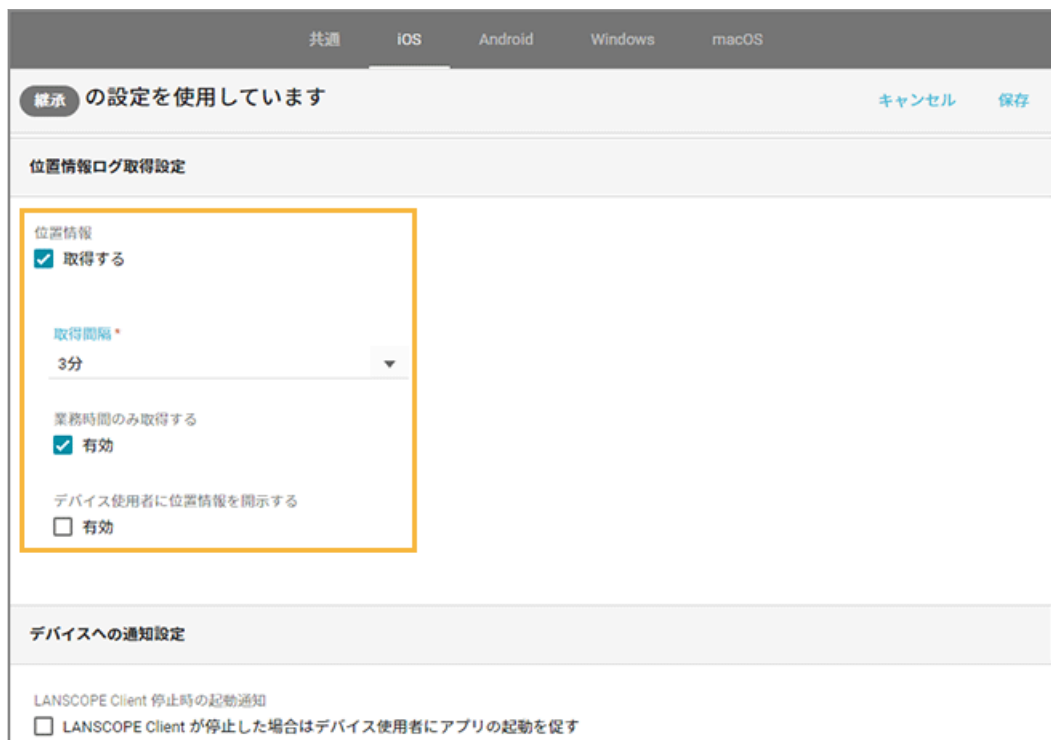 共通 iOS Android Windows macOS
継承 の設定を使用しています キャンセル 保存
位置情報ログ取得設定
位置情報
取得する
取得間隔 *
3分
業務時間のみ取得する
有効
デバイス使用者に位置情報を開示する
有効
デバイスへの通知設定
LANSCOPE Client 停止時の起動通知
LANSCOPE Client が停止した場合はデバイス使用者にアプリの起動を促す